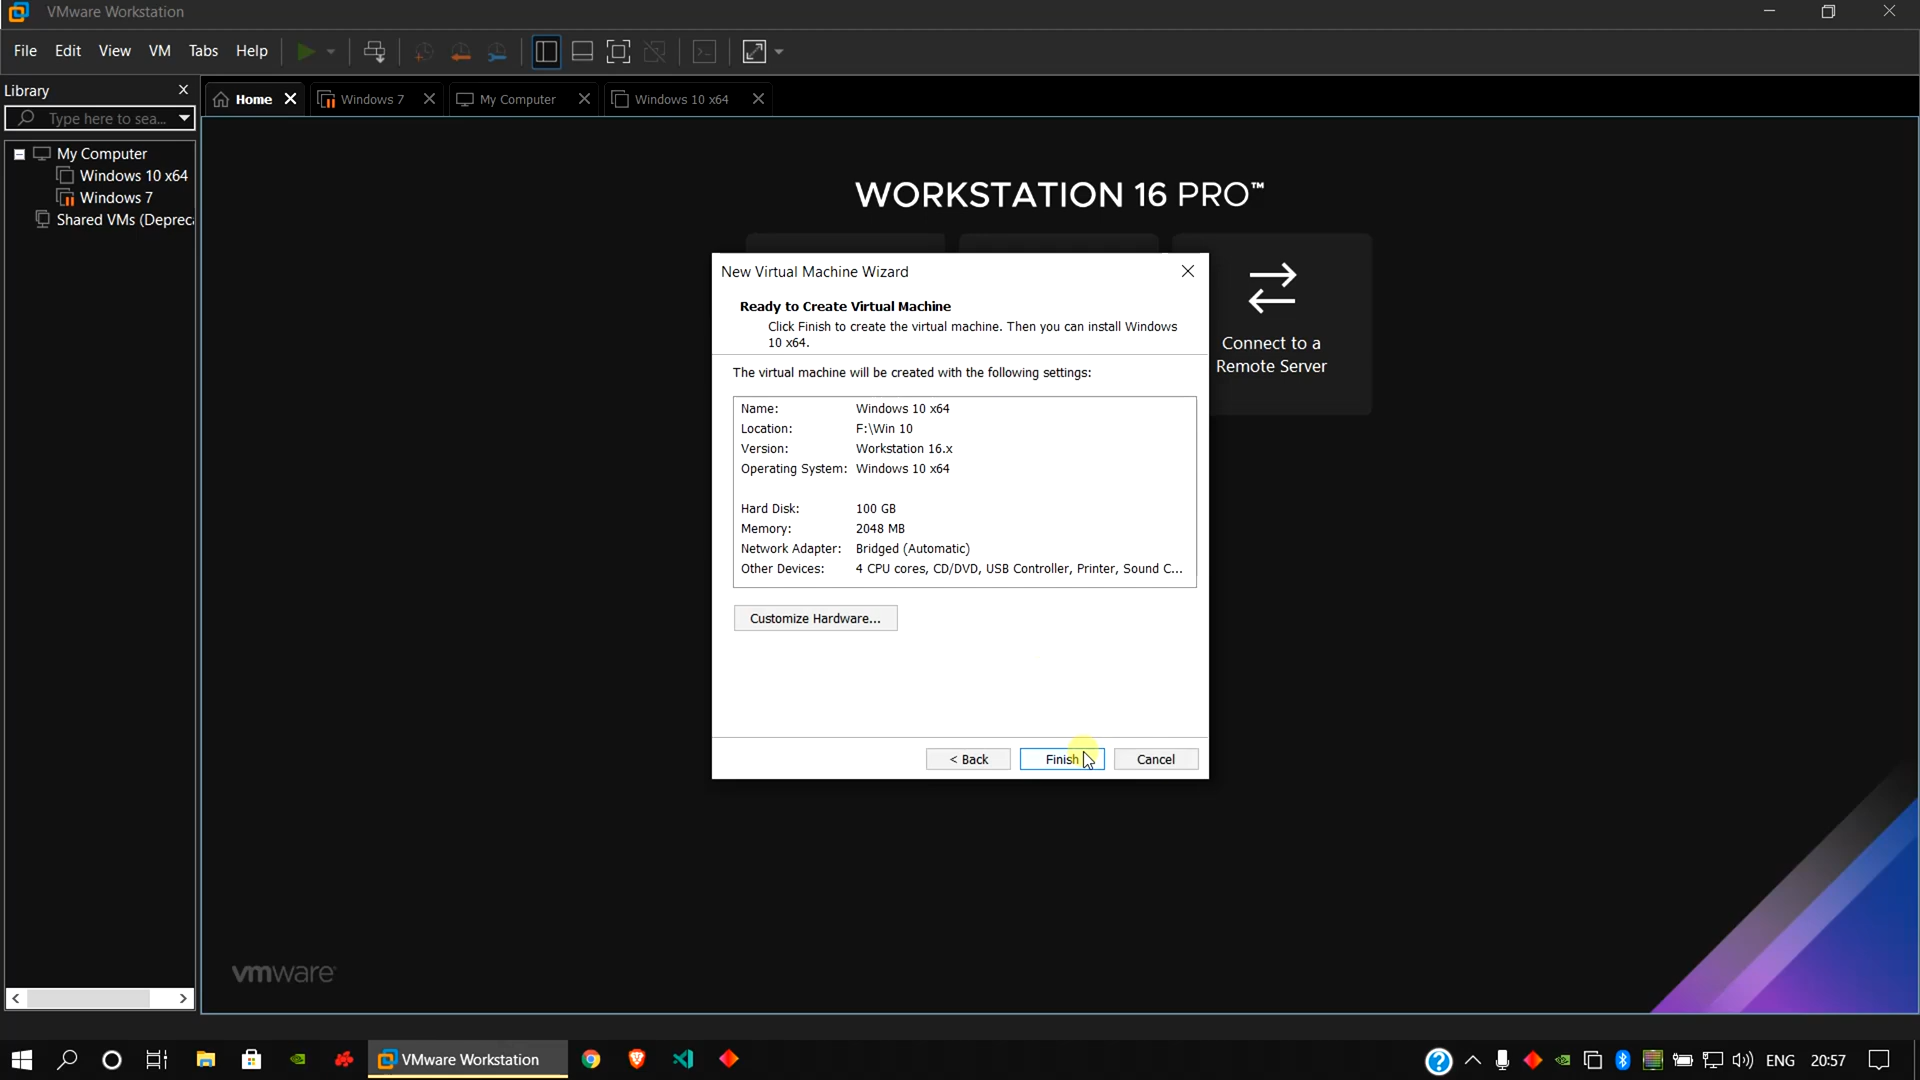 VMware Workstation
File Edit View VM Tabs Help
Library
Type here to sea...
Home
Windows 7
My Computer
Windows 10 x64
My Computer
Windows 10 x64
Windows 7
Shared VMs (Depreca
WORKSTATION 16 PRO™
Connect to a
Remote Server
New Virtual Machine Wizard
Ready to Create Virtual Machine
Click Finish to create the virtual machine. Then you can install Windows
10 x64.
The virtual machine will be created with the following settings:
Name: Windows 10 x64
Location: F:\Win 10
Version: Workstation 16.x
Operating System: Windows 10 x64
Hard Disk: 100 GB
Memory: 2048 MB
Network Adapter: Bridged (Automatic)
Other Devices: 4 CPU cores, CD/DVD, USB Controller, Printer, Sound C...
Customize Hardware...
< Back Finish Cancel
vmware
VMware Workstation
ENG 20:57